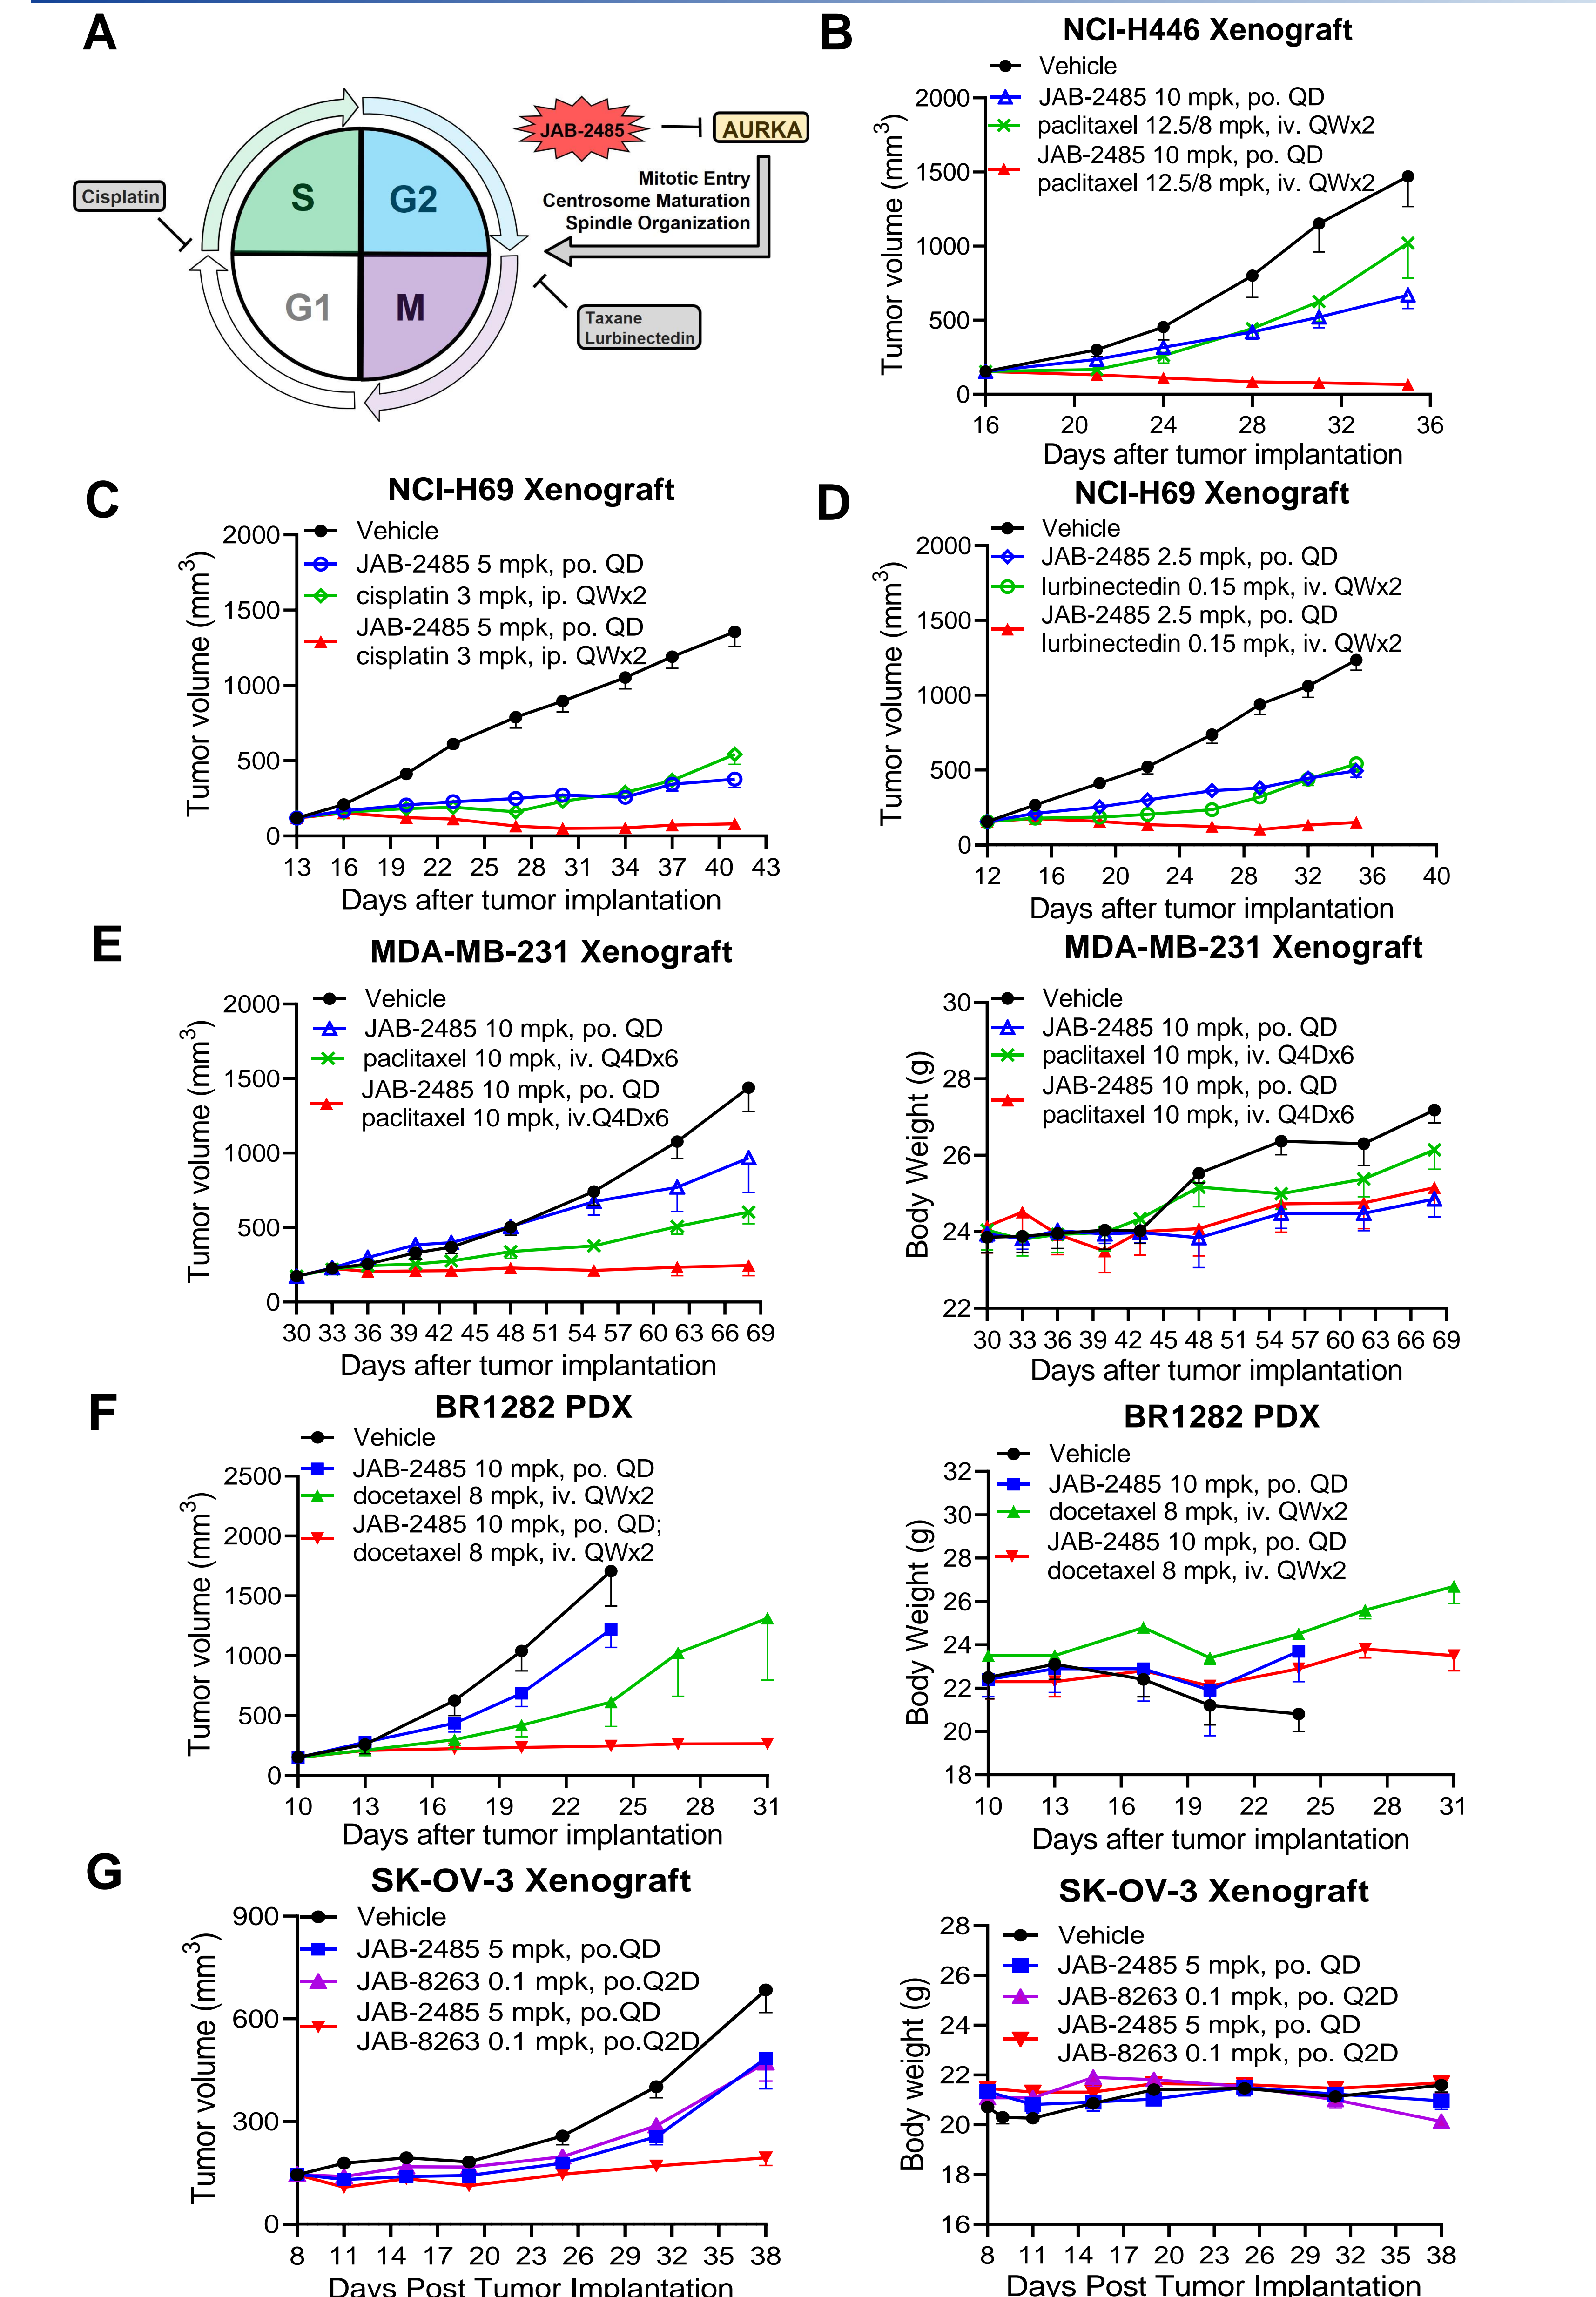 A
Cisplatin
S
G2
G1
M
JAB-2485
AURKA
Mitotic Entry
Centrosome Maturation
Spindle Organization
Taxane
Lurbinectedin
B
NCI-H446 Xenograft
Vehicle
JAB-2485 10 mpk, po. QD
paclitaxel 12.5/8 mpk, iv. QWx2
JAB-2485 10 mpk, po. QD
paclitaxel 12.5/8 mpk, iv. QWx2
Tumor volume (mm3)
2000
1500
1000
500
0
16 20 24 28 32 36
Days after tumor implantation
C
NCI-H69 Xenograft
Vehicle
JAB-2485 5 mpk, po. QD
cisplatin 3 mpk, ip. QWx2
JAB-2485 5 mpk, po. QD
cisplatin 3 mpk, ip. QWx2
Tumor volume (mm3)
2000
1500
1000
500
0
13 16 19 22 25 28 31 34 37 40 43
Days after tumor implantation
D
NCI-H69 Xenograft
Vehicle
JAB-2485 2.5 mpk, po. QD
lurbinectedin 0.15 mpk, iv. QWx2
JAB-2485 2.5 mpk, po. QD
lurbinectedin 0.15 mpk, iv. QWx2
Tumor volume (mm3)
2000
1500
1000
500
0
12 16 20 24 28 32 36 40
Days after tumor implantation
E
MDA-MB-231 Xenograft
Vehicle
JAB-2485 10 mpk, po. QD
paclitaxel 10 mpk, iv. Q4Dx6
JAB-2485 10 mpk, po. QD
paclitaxel 10 mpk, iv.Q4Dx6
Tumor volume (mm3)
2000
1500
1000
500
0
30 33 36 39 42 45 48 51 54 57 60 63 66 69
Days after tumor implantation
MDA-MB-231 Xenograft
Vehicle
JAB-2485 10 mpk, po. QD
paclitaxel 10 mpk, iv. Q4Dx6
JAB-2485 10 mpk, po. QD
paclitaxel 10 mpk, iv. Q4Dx6
Body Weight (g)
30
28
26
24
22
30 33 36 39 42 45 48 51 54 57 60 63 66 69
Days after tumor implantation
F
BR1282 PDX
Vehicle
JAB-2485 10 mpk, po. QD
docetaxel 8 mpk, iv. QWx2
JAB-2485 10 mpk, po. QD;
docetaxel 8 mpk, iv. QWx2
Tumor volume (mm3)
2500
2000
1500
1000
500
0
10 13 16 19 22 25 28 31
Days after tumor implantation
BR1282 PDX
Vehicle
JAB-2485 10 mpk, po. QD
docetaxel 8 mpk, iv. QWx2
JAB-2485 10 mpk, po. QD
docetaxel 8 mpk, iv. QWx2
Body Weight (g)
32
30
28
26
24
22
20
18
10 13 16 19 22 25 28 31
Days after tumor implantation
G
SK-OV-3 Xenograft
Vehicle
JAB-2485 5 mpk, po.QD
JAB-8263 0.1 mpk, po.Q2D
JAB-2485 5 mpk, po.QD
JAB-8263 0.1 mpk, po.Q2D
Tumor volume (mm3)
900
600
300
0
8 11 14 17 20 23 26 29 32 35 38
Days Post Tumor Implantation
SK-OV-3 Xenograft
Vehicle
JAB-2485 5 mpk, po. QD
JAB-8263 0.1 mpk, po. Q2D
JAB-2485 5 mpk, po. QD
JAB-8263 0.1 mpk, po. Q2D
Body weight (g)
28
26
24
22
20
18
16
8 11 14 17 20 23 26 29 32 35 38
Days Post Tumor Implantation